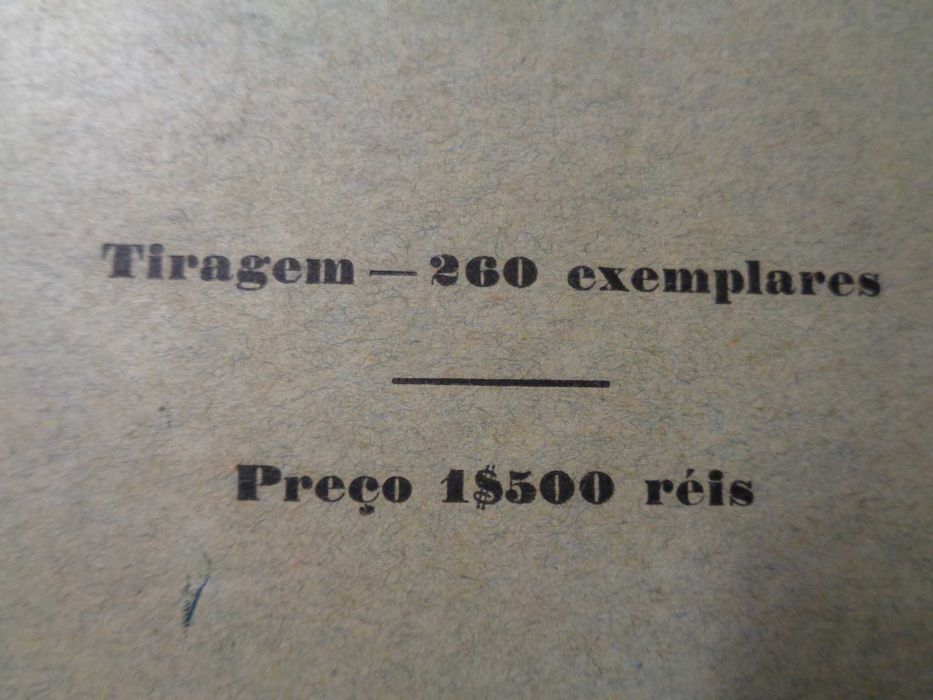 Tiragem — 260 exemplares
Preço 1$500 réis